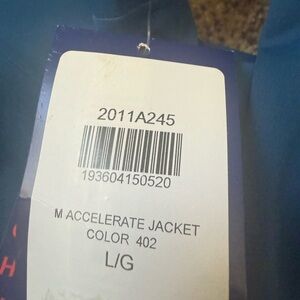 2011A245
193604150520
M ACCELERATE JACKET
COLOR 402
L/G